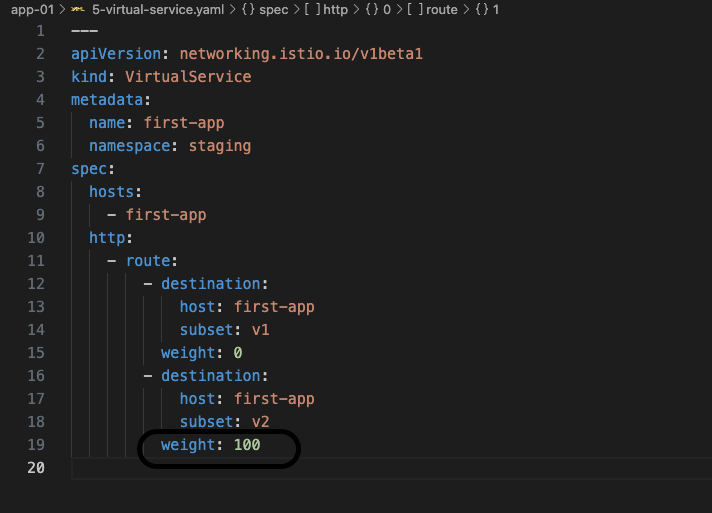 app-01 > 5-virtual-service.yaml > {} spec > [ ] http > {} 0 > [ ] route > {} 1
1 ---
2 apiVersion: networking.istio.io/v1beta1
3 kind: VirtualService
4 metadata:
5   name: first-app
6   namespace: staging
7 spec:
8   hosts:
9     - first-app
10   http:
11     - route:
12         - destination:
13             host: first-app
14             subset: v1
15           weight: 0
16         - destination:
17             host: first-app
18             subset: v2
19           weight: 100
20